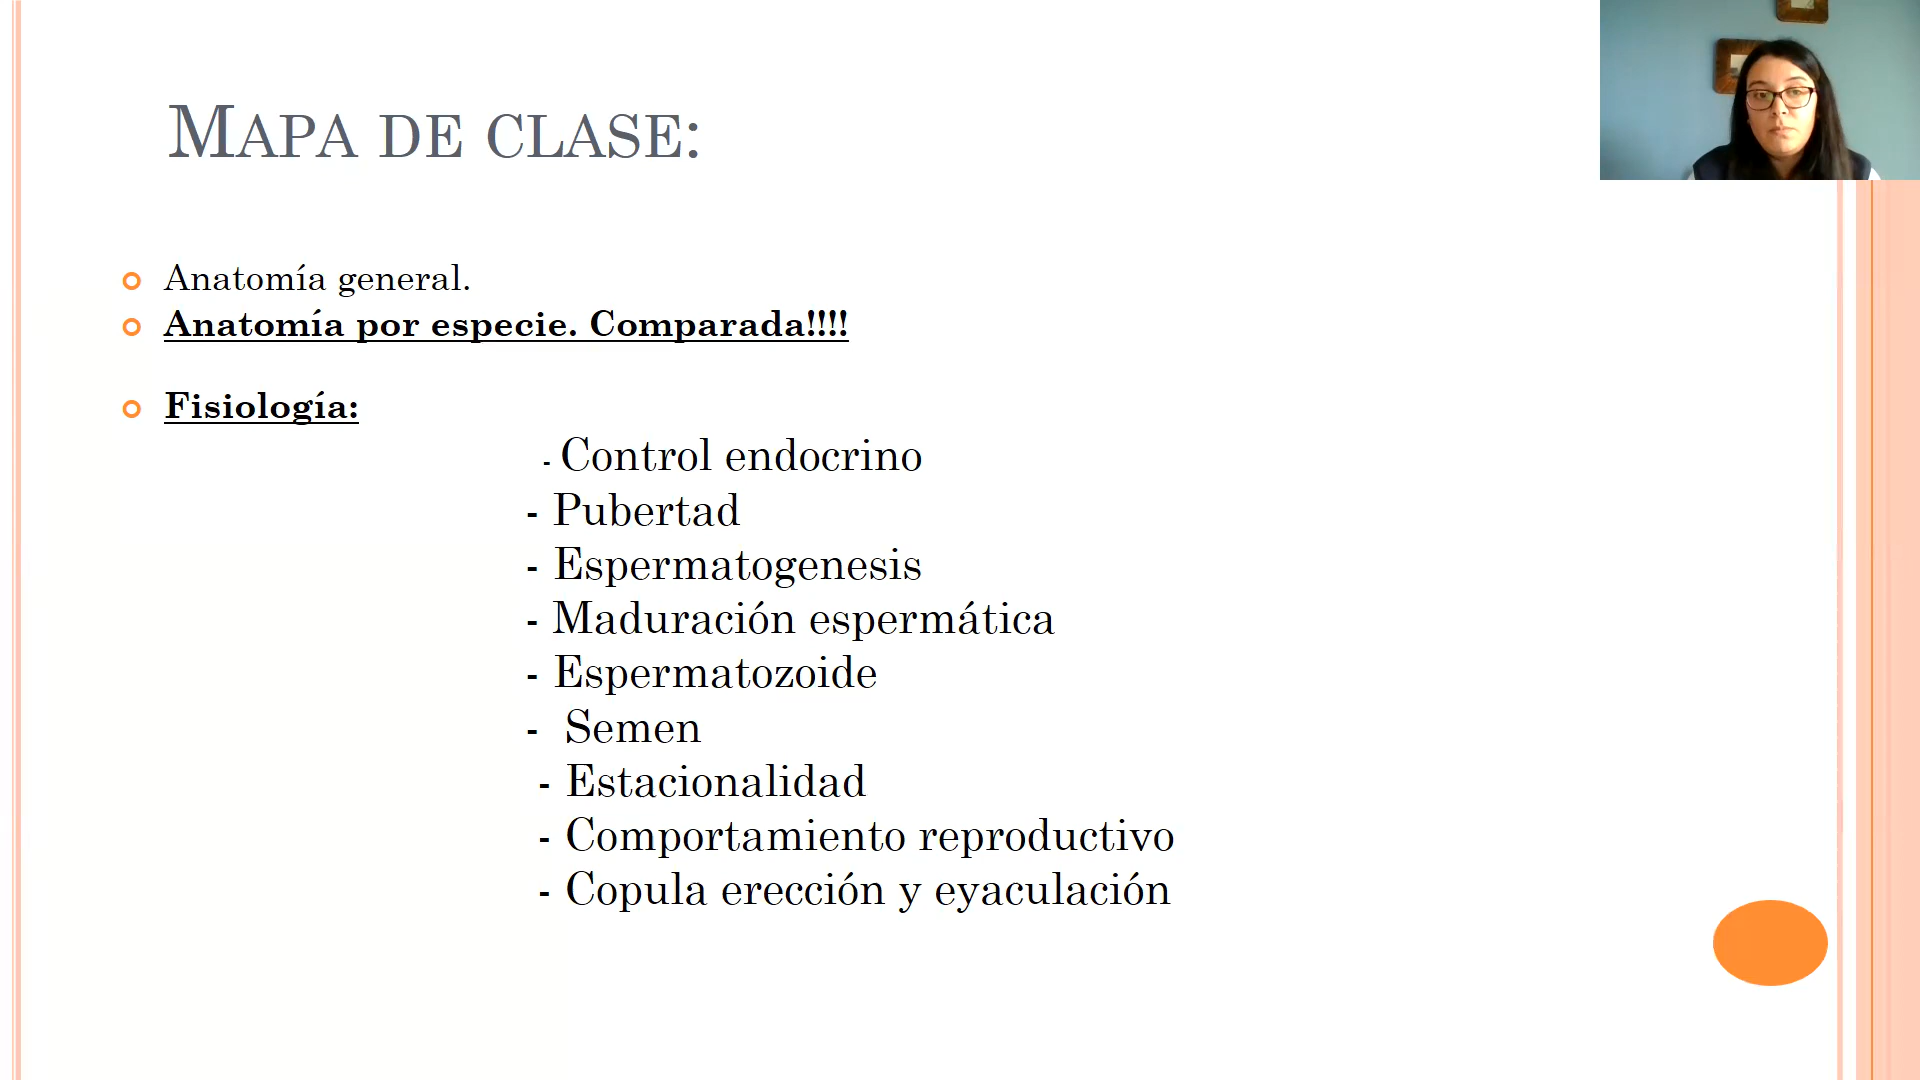 MAPA DE CLASE:
Anatomía general.
Anatomía por especie. Comparada!!!!
Fisiología:
- Control endocrino
- Pubertad
- Espermatogenesis
- Maduración espermática
- Espermatozoide
- Semen
- Estacionalidad
- Comportamiento reproductivo
- Copula erección y eyaculación